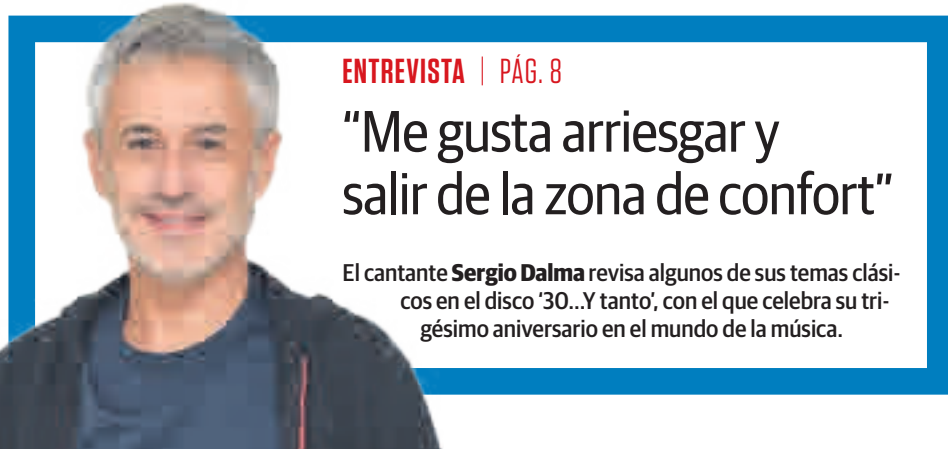 ENTREVISTA | PÁG. 8
“Me gusta arriesgar y
salir de la zona de confort”
El cantante Sergio Dalma revisa algunos de sus temas clási-
cos en el disco ‘30...Y tanto’, con el que celebra su tri-
gésimo aniversario en el mundo de la música.